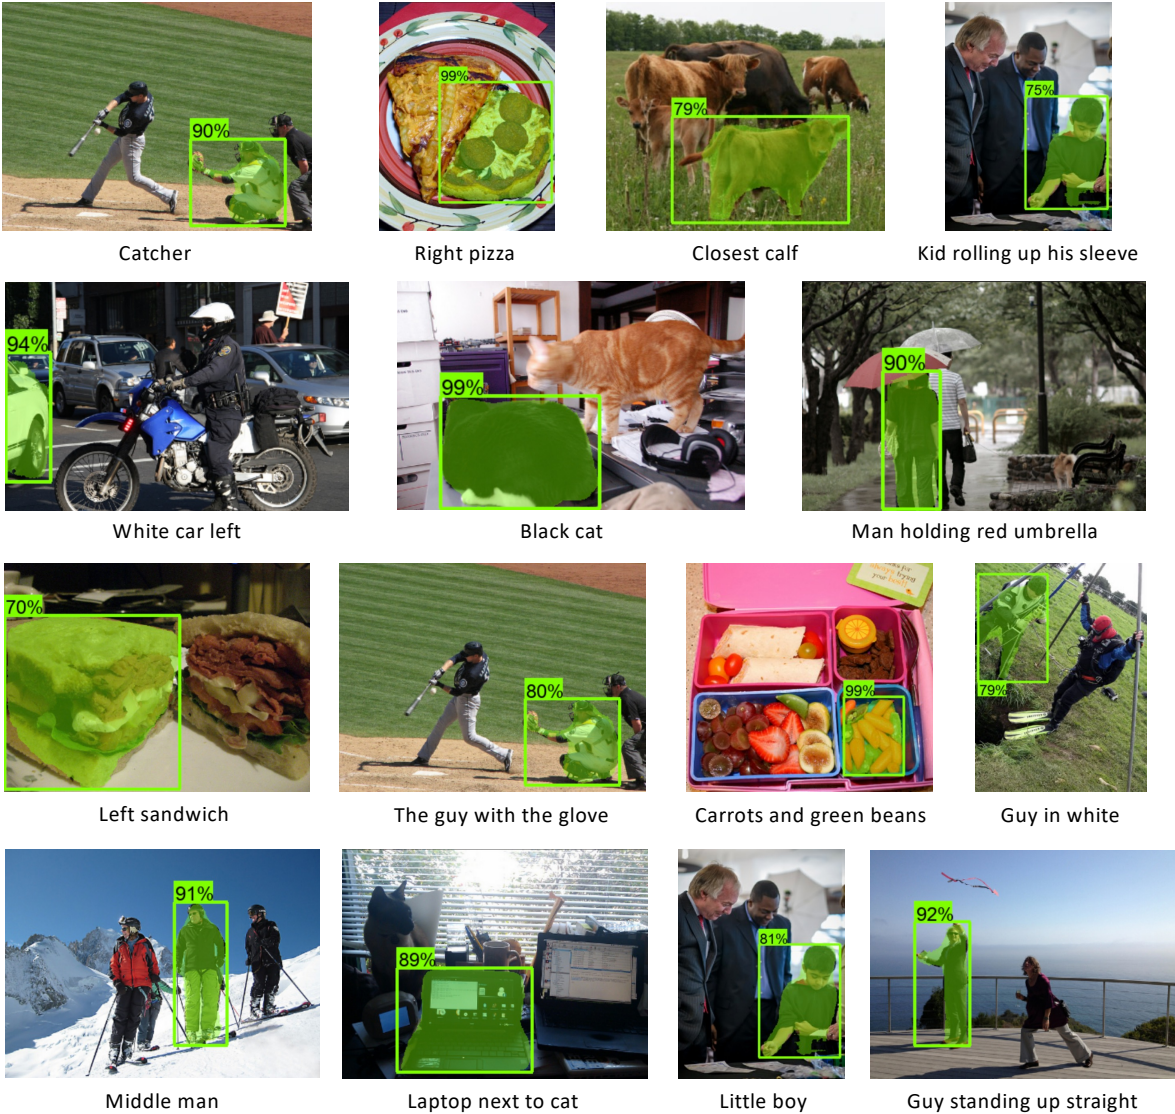 90%
99%
79%
75%
Catcher
Right pizza
Closest calf
Kid rolling up his sleeve
94%
99%
90%
White car left
Black cat
Man holding red umbrella
70%
80%
99%
79%
Left sandwich
The guy with the glove
Carrots and green beans
Guy in white
91%
89%
81%
92%
Middle man
Laptop next to cat
Little boy
Guy standing up straight